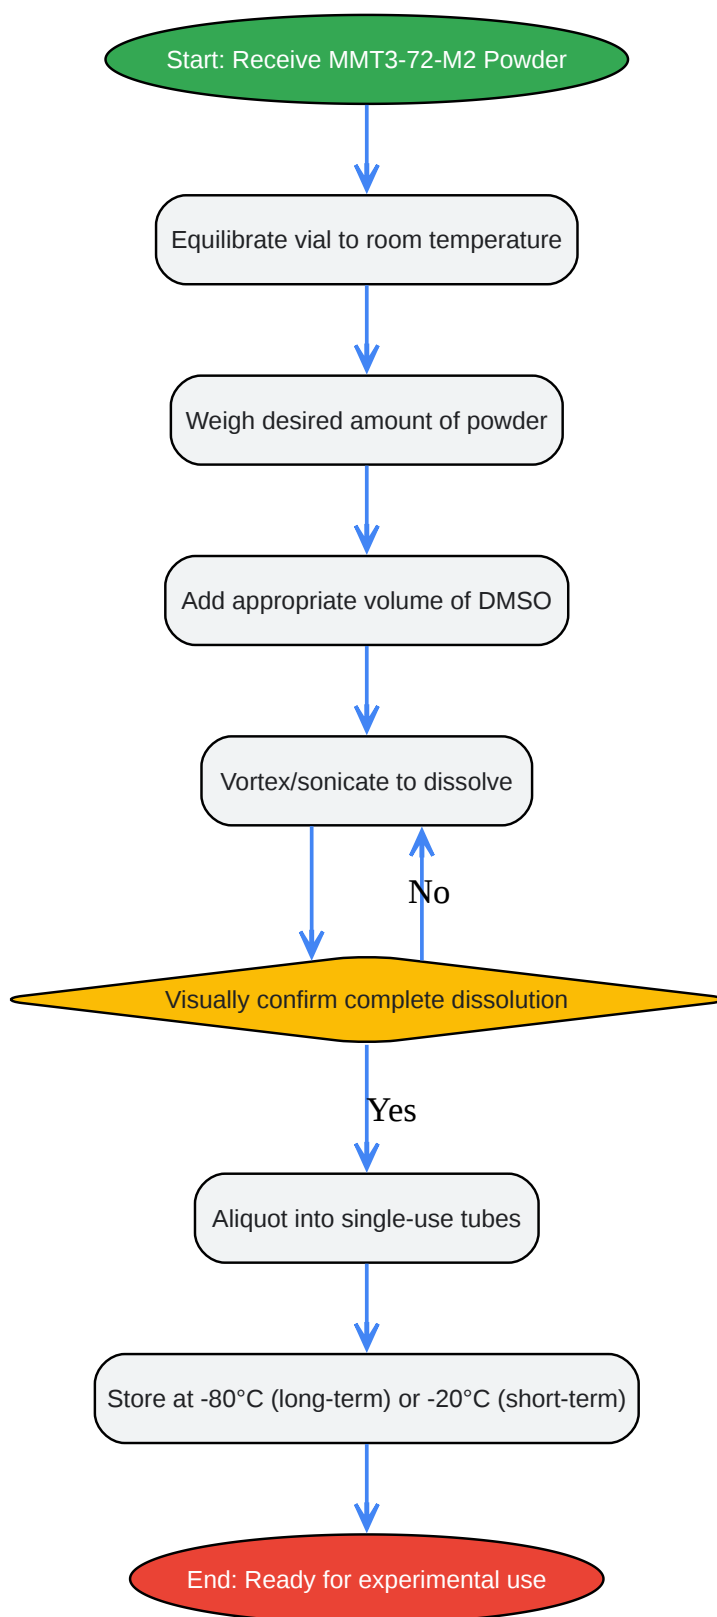 Start: Receive MMT3-72-M2 Powder
Equilibrate vial to room temperature
Weigh desired amount of powder
Add appropriate volume of DMSO
Vortex/sonicate to dissolve
No
Visually confirm complete dissolution
Yes
Aliquot into single-use tubes
Store at -80°C (long-term) or -20°C (short-term)
End: Ready for experimental use